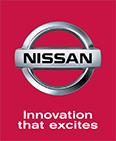 NISSAN
Innovation
that excites